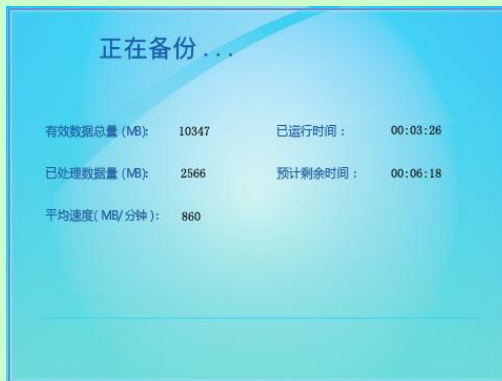 正在备份...
有效数据总量(MB): 10347 已运行时间: 00:03:26
已处理数据量(MB): 2566 预计剩余时间: 00:06:18
平均速度(MB/分钟): 860